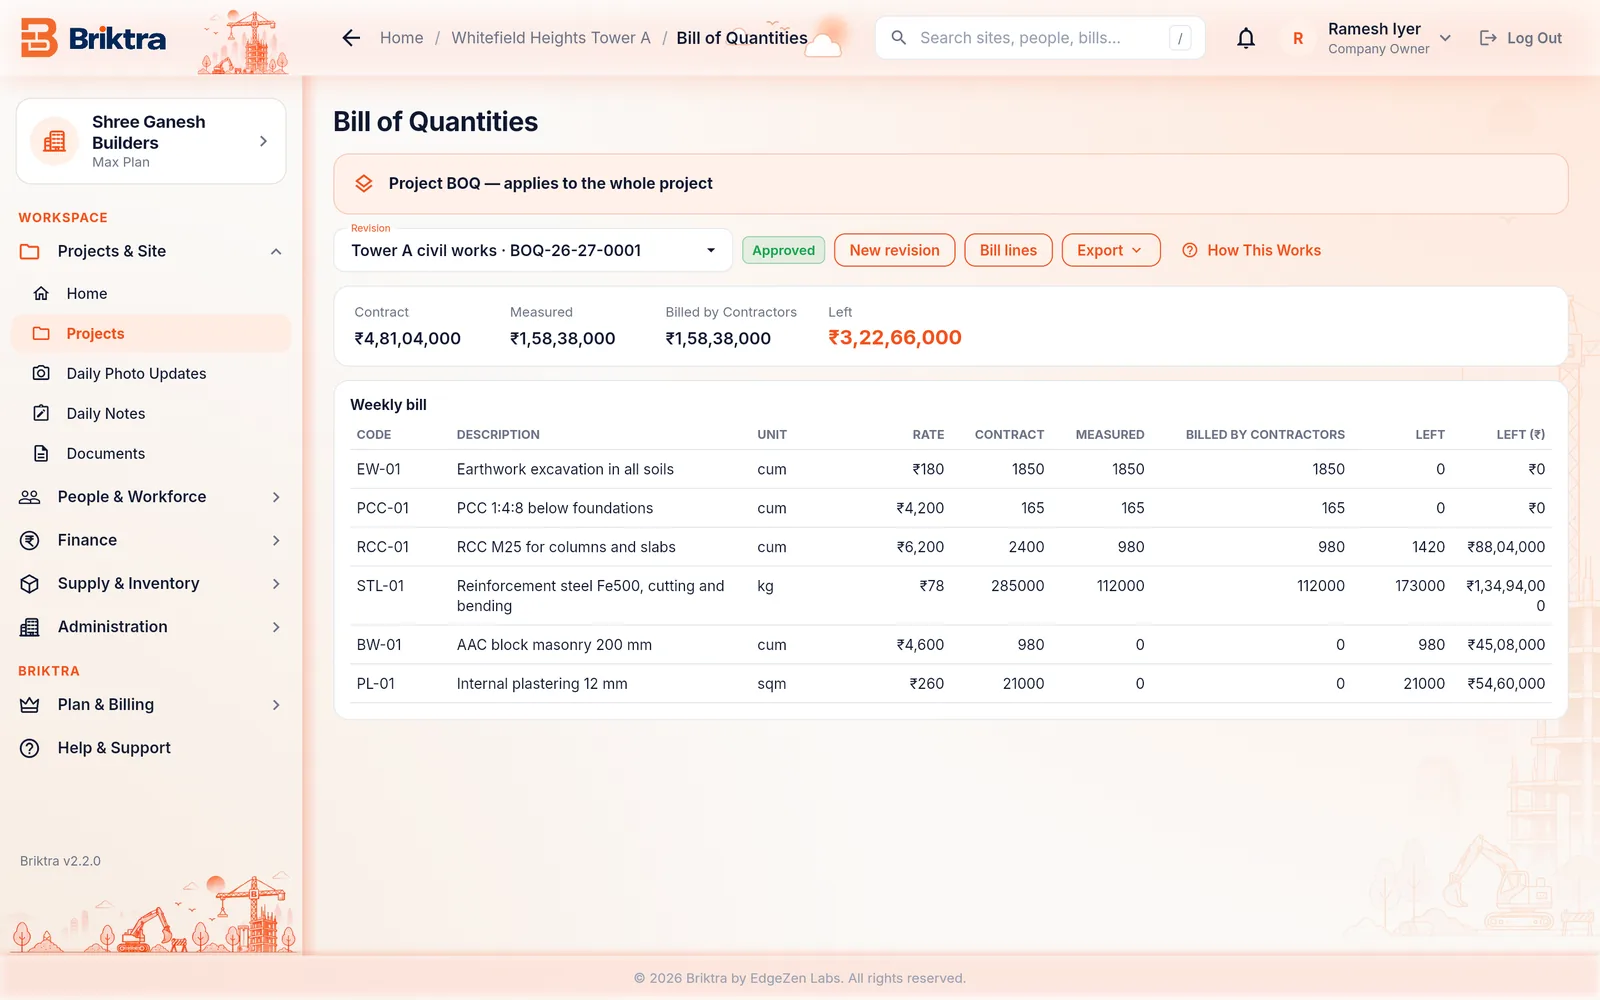 Briktra
Home / Whitefield Heights Tower A / Bill of Quantities
Search sites, people, bills... /
R
Ramesh Iyer
Company Owner
Log Out
Shree Ganesh
Builders
Max Plan
WORKSPACE
Projects & Site
Home
Projects
Daily Photo Updates
Daily Notes
Documents
People & Workforce
Finance
Supply & Inventory
Administration
BRIKTRA
Plan & Billing
Help & Support
Briktra v2.2.0
Bill of Quantities
Project BOQ — applies to the whole project
Revision
Tower A civil works · BOQ-26-27-0001
Approved
New revision
Bill lines
Export
How This Works
Contract Measured Billed by Contractors Left
₹4,81,04,000 ₹1,58,38,000 ₹1,58,38,000 ₹3,22,66,000
Weekly bill
CODE DESCRIPTION UNIT RATE CONTRACT MEASURED BILLED BY CONTRACTORS LEFT LEFT (₹)
EW-01 Earthwork excavation in all soils cum ₹180 1850 1850 1850 0 ₹0
PCC-01 PCC 1:4:8 below foundations cum ₹4,200 165 165 165 0 ₹0
RCC-01 RCC M25 for columns and slabs cum ₹6,200 2400 980 980 1420 ₹88,04,000
STL-01 Reinforcement steel Fe500, cutting and kg ₹78 285000 112000 112000 173000 ₹1,34,94,00
bending 0
BW-01 AAC block masonry 200 mm cum ₹4,600 980 0 0 980 ₹45,08,000
PL-01 Internal plastering 12 mm sqm ₹260 21000 0 0 21000 ₹54,60,000
© 2026 Briktra by EdgeZen Labs. All rights reserved.